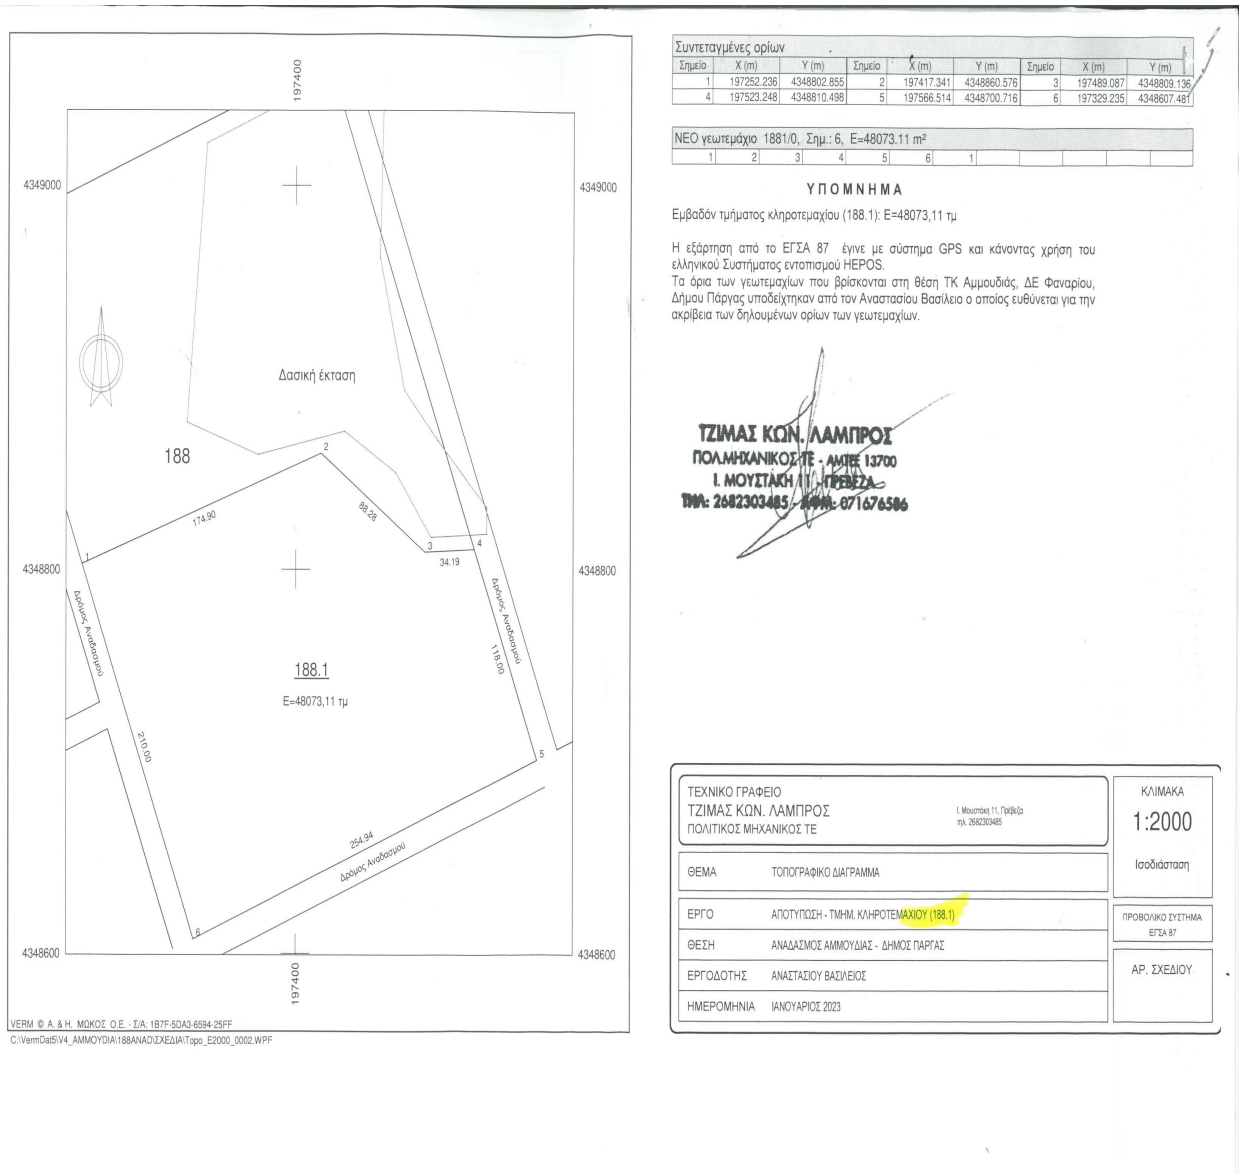 197400
4349000
4349000
Δασική έκταση
188
2
174.90
88.28
1
3
4
34.19
4348800
4348800
Δρόμος Αναδασμού
Δρόμος Αναδασμού
188.1
118.00
E=48073,11 τμ
210.00
5
254.94
Δρόμος Αναδασμού
6
4348600
4348600
197400
VERM © Α. & Η. ΜΩΚΟΣ Ο.Ε. - Σ/Α: 1B7F-5DA3-6594-25FF
C:\VermDat5\V4_ΑΜΜΟΥΔΙΑ\188ANAD\ΣΧΕΔΙΑ\Topo_E2000_0002.WPF
Συντεταγμένες ορίων
Σημείο X (m) Y (m) Σημείο X (m) Y (m) Σημείο X (m) Y (m)
1 197252.236 4348802.855 2 197417.341 4348860.576 3 197489.087 4348809.136
4 197523.248 4348810.498 5 197566.514 4348700.716 6 197329.235 4348607.481
ΝΕΟ γεωτεμάχιο 1881/0, Σημ.: 6, E=48073.11 m²
1 2 3 4 5 6 1
ΥΠΟΜΝΗΜΑ
Εμβαδόν τμήματος κληροτεμαχίου (188.1): E=48073,11 τμ
Η εξάρτηση από το ΕΓΣΑ 87 έγινε με σύστημα GPS και κάνοντας χρήση του
ελληνικού Συστήματος εντοπισμού HEPOS.
Τα όρια των γεωτεμαχίων που βρίσκονται στη θέση ΤΚ Αμμουδιάς, ΔΕ Φαναρίου,
Δήμου Πάργας υποδείχτηκαν από τον Αναστασίου Βασίλειο ο οποίος ευθύνεται για την
ακρίβεια των δηλουμένων ορίων των γεωτεμαχίων.
ΤΖΙΜΑΣ ΚΩΝ. ΛΑΜΠΡΟΣ
ΠΟΛ.ΜΗΧΑΝΙΚΟΣ ΤΕ - ΑΜΤΕΕ 13700
Ι. ΜΟΥΣΤΑΚΗ 11 - ΠΡΕΒΕΖΑ
ΤΗΛ: 2682303485 - ΑΦΜ: 071676586
ΤΕΧΝΙΚΟ ΓΡΑΦΕΙΟ
ΤΖΙΜΑΣ ΚΩΝ. ΛΑΜΠΡΟΣ
ΠΟΛΙΤΙΚΟΣ ΜΗΧΑΝΙΚΟΣ ΤΕ
Ι. Μουστάκη 11, Πρέβεζα
τηλ. 2682303485
ΚΛΙΜΑΚΑ
1:2000
Ισοδιάσταση
ΘΕΜΑ ΤΟΠΟΓΡΑΦΙΚΟ ΔΙΑΓΡΑΜΜΑ
ΕΡΓΟ ΑΠΟΤΥΠΩΣΗ - ΤΜΗΜ. ΚΛΗΡΟΤΕΜΑΧΙΟΥ (188.1)
ΠΡΟΒΟΛΙΚΟ ΣΥΣΤΗΜΑ
ΕΓΣΑ 87
ΘΕΣΗ ΑΝΑΔΑΣΜΟΣ ΑΜΜΟΥΔΙΑΣ - ΔΗΜΟΣ ΠΑΡΓΑΣ
ΕΡΓΟΔΟΤΗΣ ΑΝΑΣΤΑΣΙΟΥ ΒΑΣΙΛΕΙΟΣ
ΑΡ. ΣΧΕΔΙΟΥ
ΗΜΕΡΟΜΗΝΙΑ ΙΑΝΟΥΑΡΙΟΣ 2023